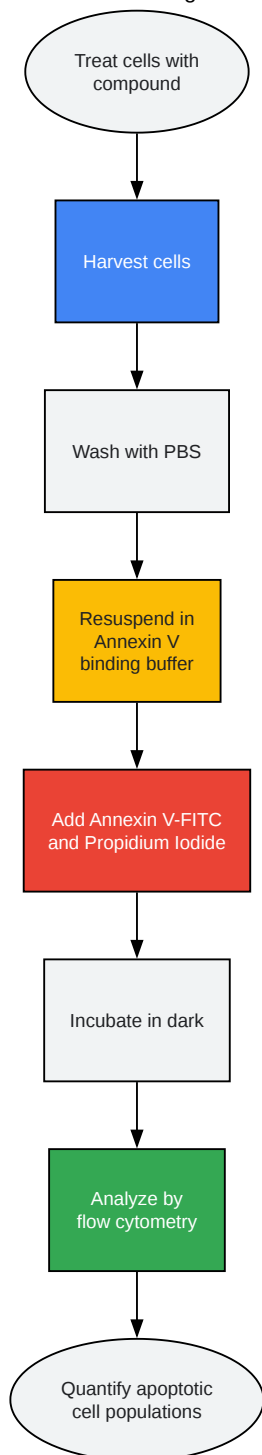 Treat cells with
compound
Harvest cells
Wash with PBS
Resuspend in
Annexin V
binding buffer
Add Annexin V-FITC
and Propidium Iodide
Incubate in dark
Analyze by
flow cytometry
Quantify apoptotic
cell populations